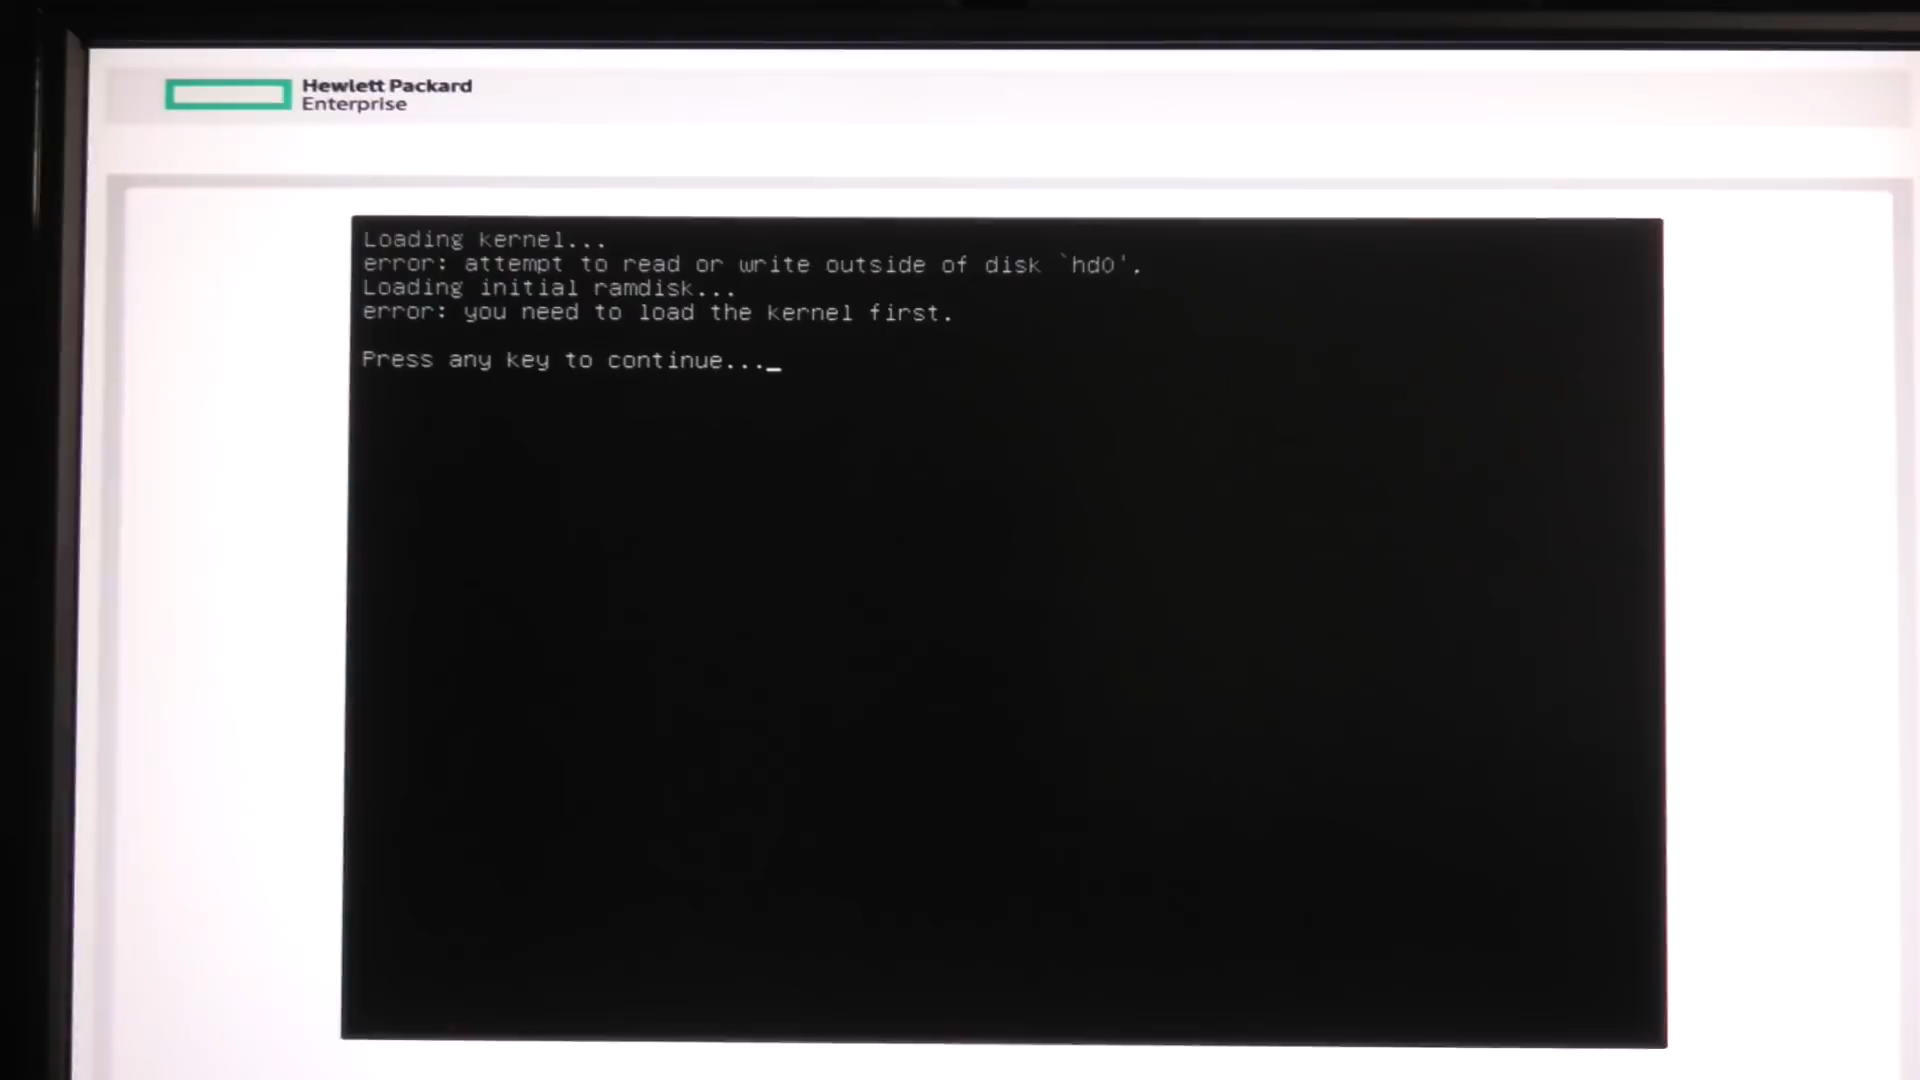 Hewlett Packard
Enterprise
Loading kernel...
error: attempt to read or write outside of disk `hd0'.
Loading initial ramdisk...
error: you need to load the kernel first.
Press any key to continue..._